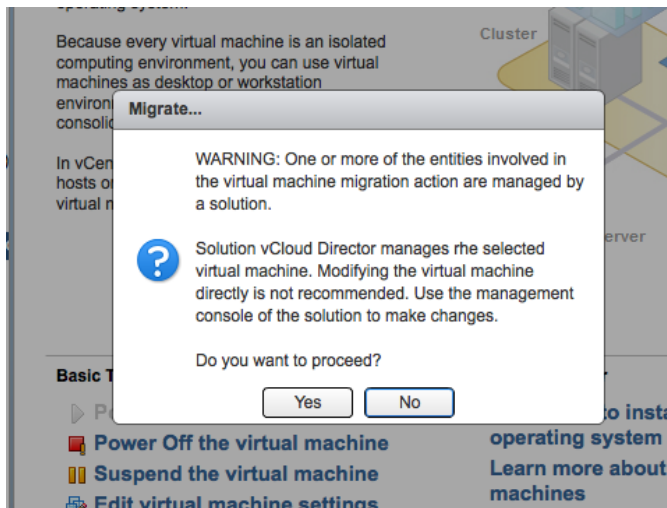 operating system.
Because every virtual machine is an isolated
computing environment, you can use virtual
machines as desktop or workstation
Cluster
Migrate...
WARNING: One or more of the entities involved in
the virtual machine migration action are managed by
a solution.
Solution vCloud Director manages rhe selected
virtual machine. Modifying the virtual machine
directly is not recommended. Use the management
console of the solution to make changes.
Do you want to proceed?
Yes
No
In
hosts
virtual
Basic
Power Off the virtual machine
Suspend the virtual machine
Edit virtual machine settings
to
operating system
Learn more about
machines